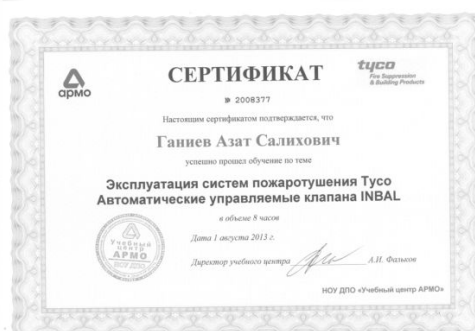 армо
СЕРТИФИКАТ
tyco
Fire Suppression
& Building Products
№ 2008377
Настоящим сертификатом подтверждается, что
Ганиев Азат Салихович
успешно прошел обучение по теме
Эксплуатация систем пожаротушения Tyco
Автоматические управляемые клапана INBAL
в объеме 8 часов
Учебный
центр
АРМО
НОУ ДПО
Дата 1 августа 2013 г.
Директор учебного центра
А.И. Фальков
НОУ ДПО «Учебный центр АРМО»